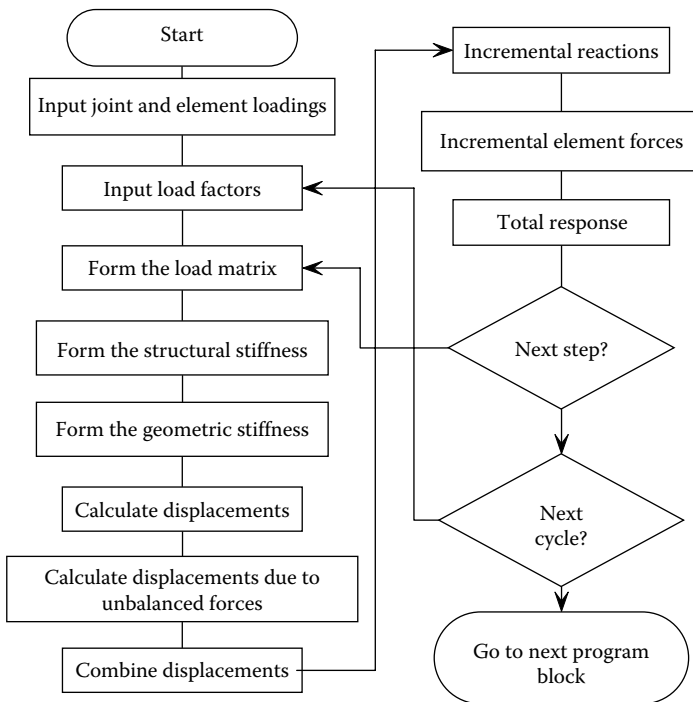 Start
Input joint and element loadings
Input load factors
Form the load matrix
Form the structural stiffness
Form the geometric stiffness
Calculate displacements
Calculate displacements due to
unbalanced forces
Combine displacements
Incremental reactions
Incremental element forces
Total response
Next step?
Next
cycle?
Go to next program
block